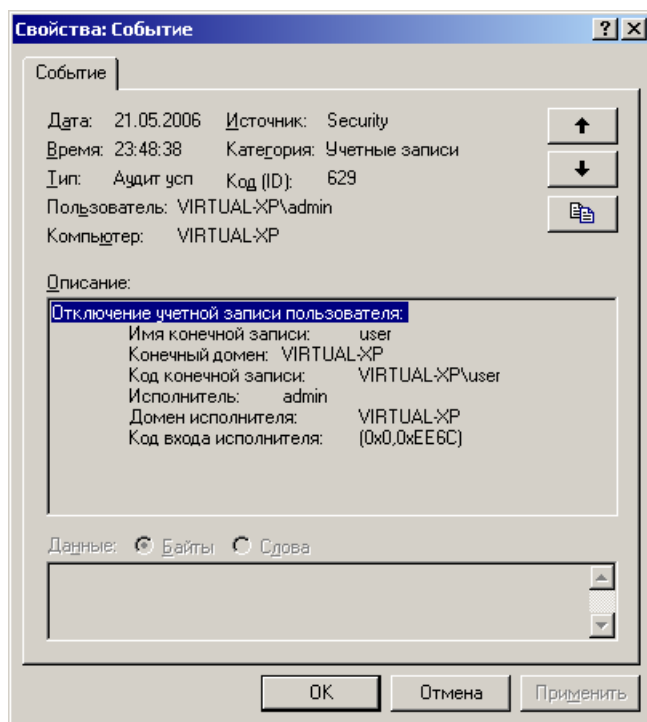 Свойства: Событие
Событие
Дата: 21.05.2006 Источник: Security
Время: 23:48:38 Категория: Учетные записи
Тип: Аудит усп Код (ID): 629
Пользователь: VIRTUAL-XP\admin
Компьютер: VIRTUAL-XP
Описание:
Отключение учетной записи пользователя:
Имя конечной записи: user
Конечный домен: VIRTUAL-XP
Код конечной записи: VIRTUAL-XP\user
Исполнитель: admin
Домен исполнителя: VIRTUAL-XP
Код входа исполнителя: (0x0,0xEE6C)
Данные: Байты Слова
ОК Отмена Применить